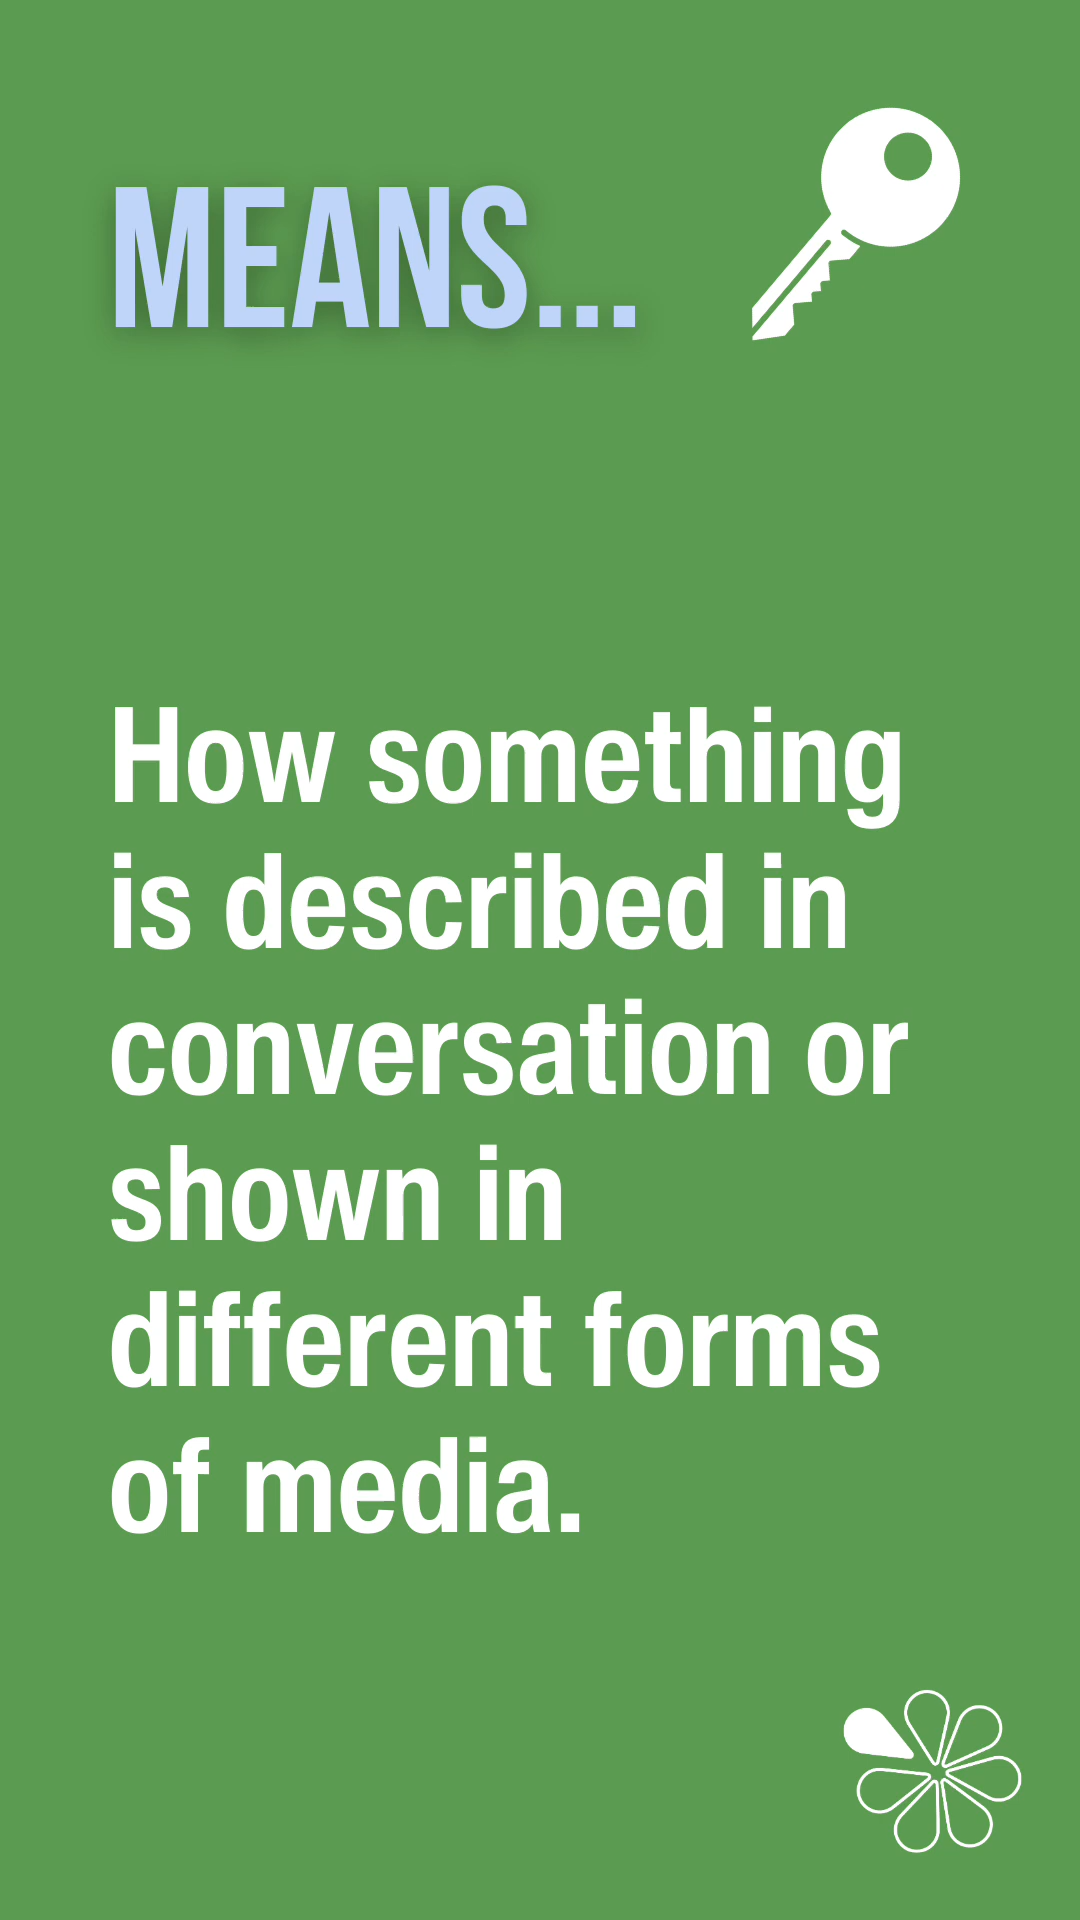 MEANS...
How something
is described in
conversation or
shown in
different forms
of media.